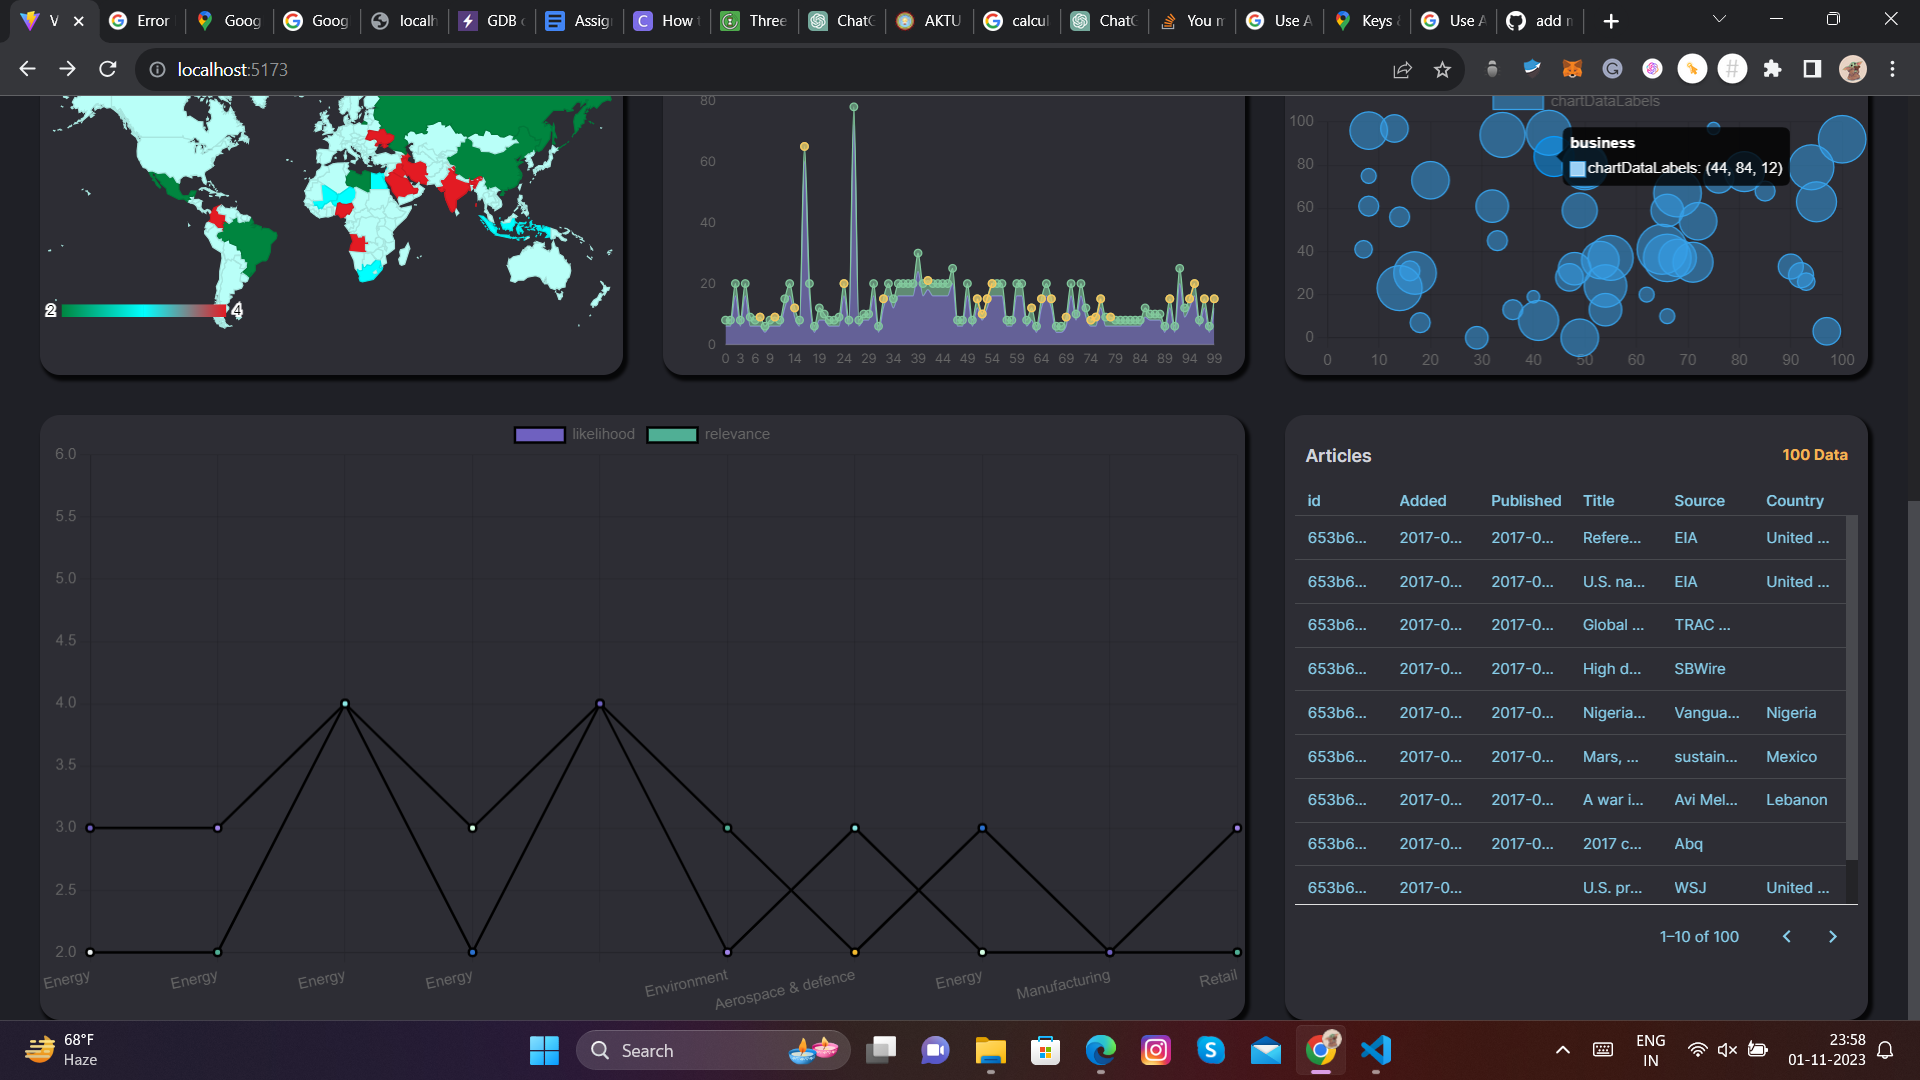 V
Error
Goog
Goog
localh
GDB
Assig
How t
Three
ChatG
AKTU
calcul
ChatG
You m
Use A
Keys
Use A
add n
localhost:5173
2
4
80
60
40
20
0
0 3 6 9 14 19 24 29 34 39 44 49 54 59 64 69 74 79 84 89 94 99
chartDataLabels
100
80
60
40
20
0
0 10 20 30 40 50 60 70 80 90 100
business
chartDataLabels: (44, 84, 12)
likelihood relevance
6.0
5.5
5.0
4.5
4.0
3.5
3.0
2.5
2.0
Energy Energy Energy Energy Environment Aerospace & defence Energy Manufacturing Retail
Articles 100 Data
id Added Published Title Source Country
653b6... 2017-0... 2017-0... Refere... EIA United ...
653b6... 2017-0... 2017-0... U.S. na... EIA United ...
653b6... 2017-0... 2017-0... Global ... TRAC ...
653b6... 2017-0... 2017-0... High d... SBWire
653b6... 2017-0... 2017-0... Nigeria... Vangua... Nigeria
653b6... 2017-0... 2017-0... Mars, ... sustain... Mexico
653b6... 2017-0... 2017-0... A war i... Avi Mel... Lebanon
653b6... 2017-0... 2017-0... 2017 c... Abq
653b6... 2017-0... U.S. pr... WSJ United ...
1–10 of 100
68°F
Haze
Search
ENG
IN
23:58
01-11-2023